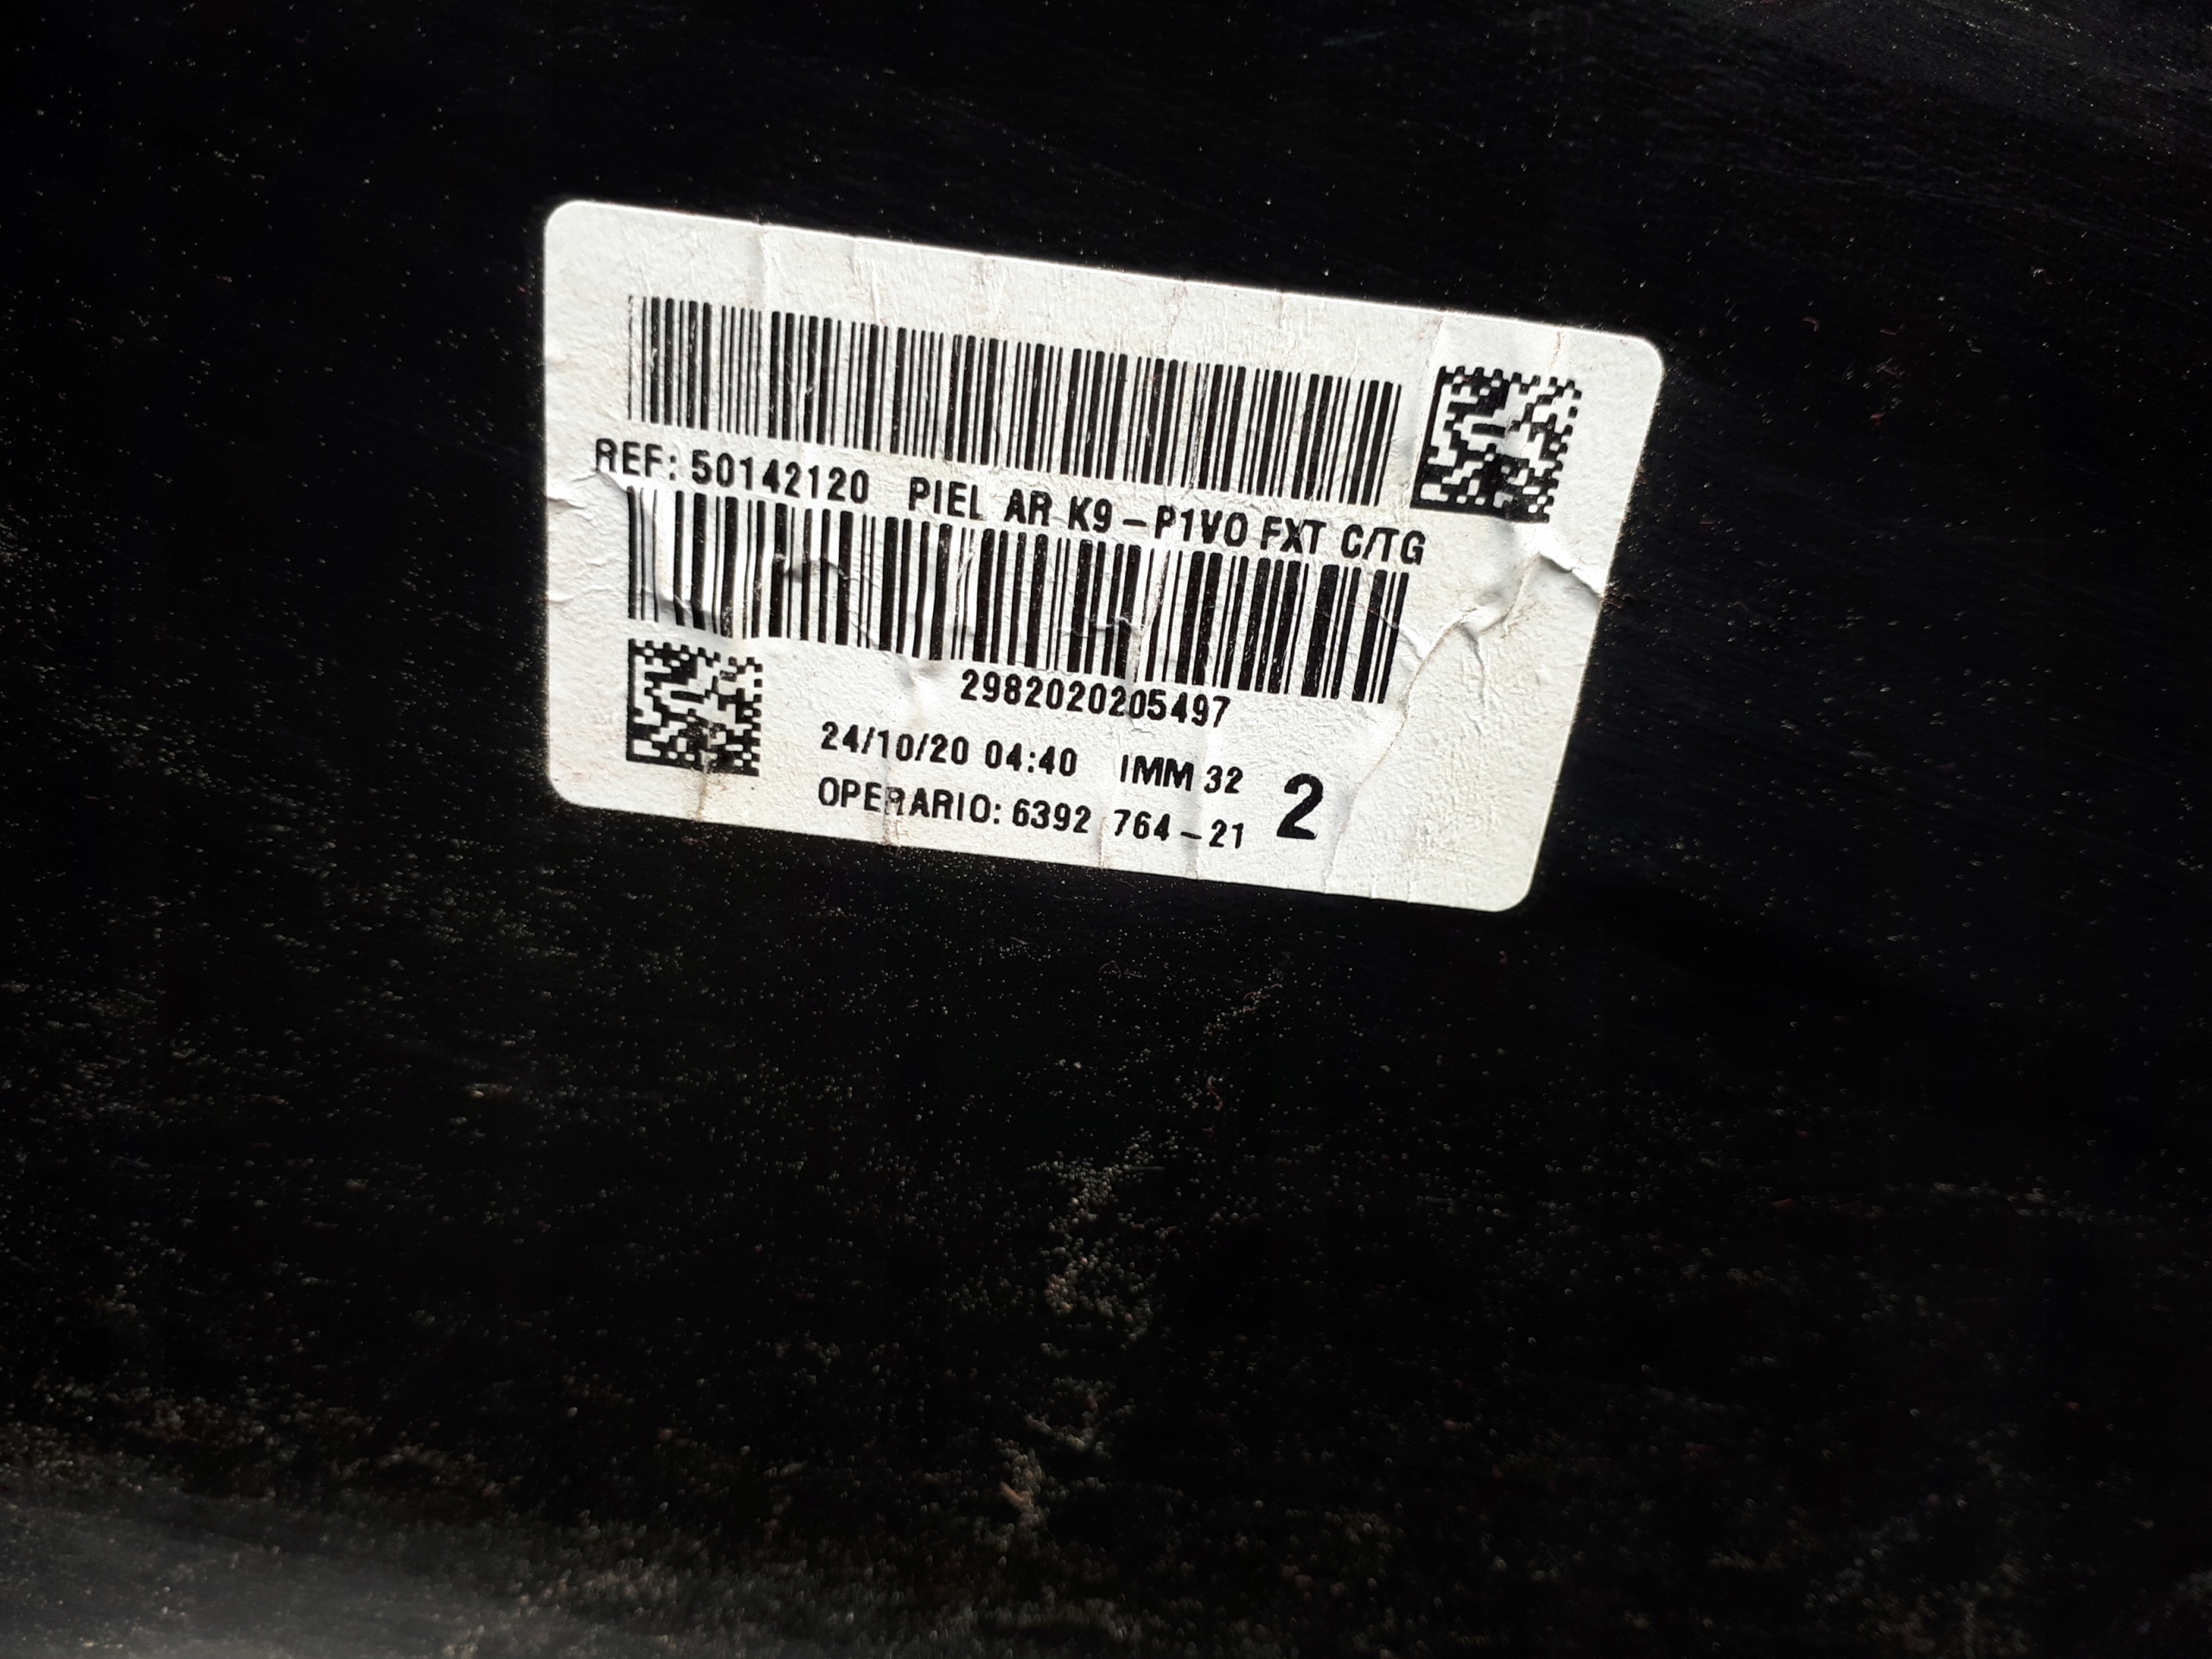 REF: 50142120 PIEL AR K9-P1VO FXT C/TG
2982020205497
24/10/20 04:40 IMM 32
OPERARIO: 6392 764-21 2